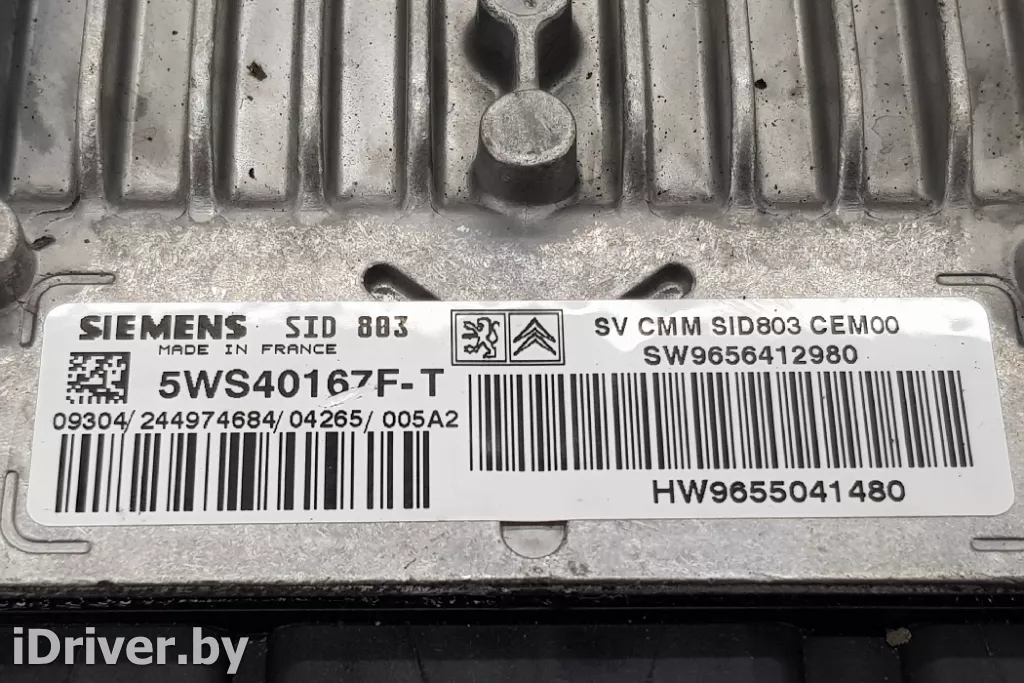 SIEMENS SID 803
MADE IN FRANCE
5WS40167F-T
09304/244974684/04265/005A2
SV CMM SID803 CEM00
SW9656412980
HW9655041480
iDriver.by